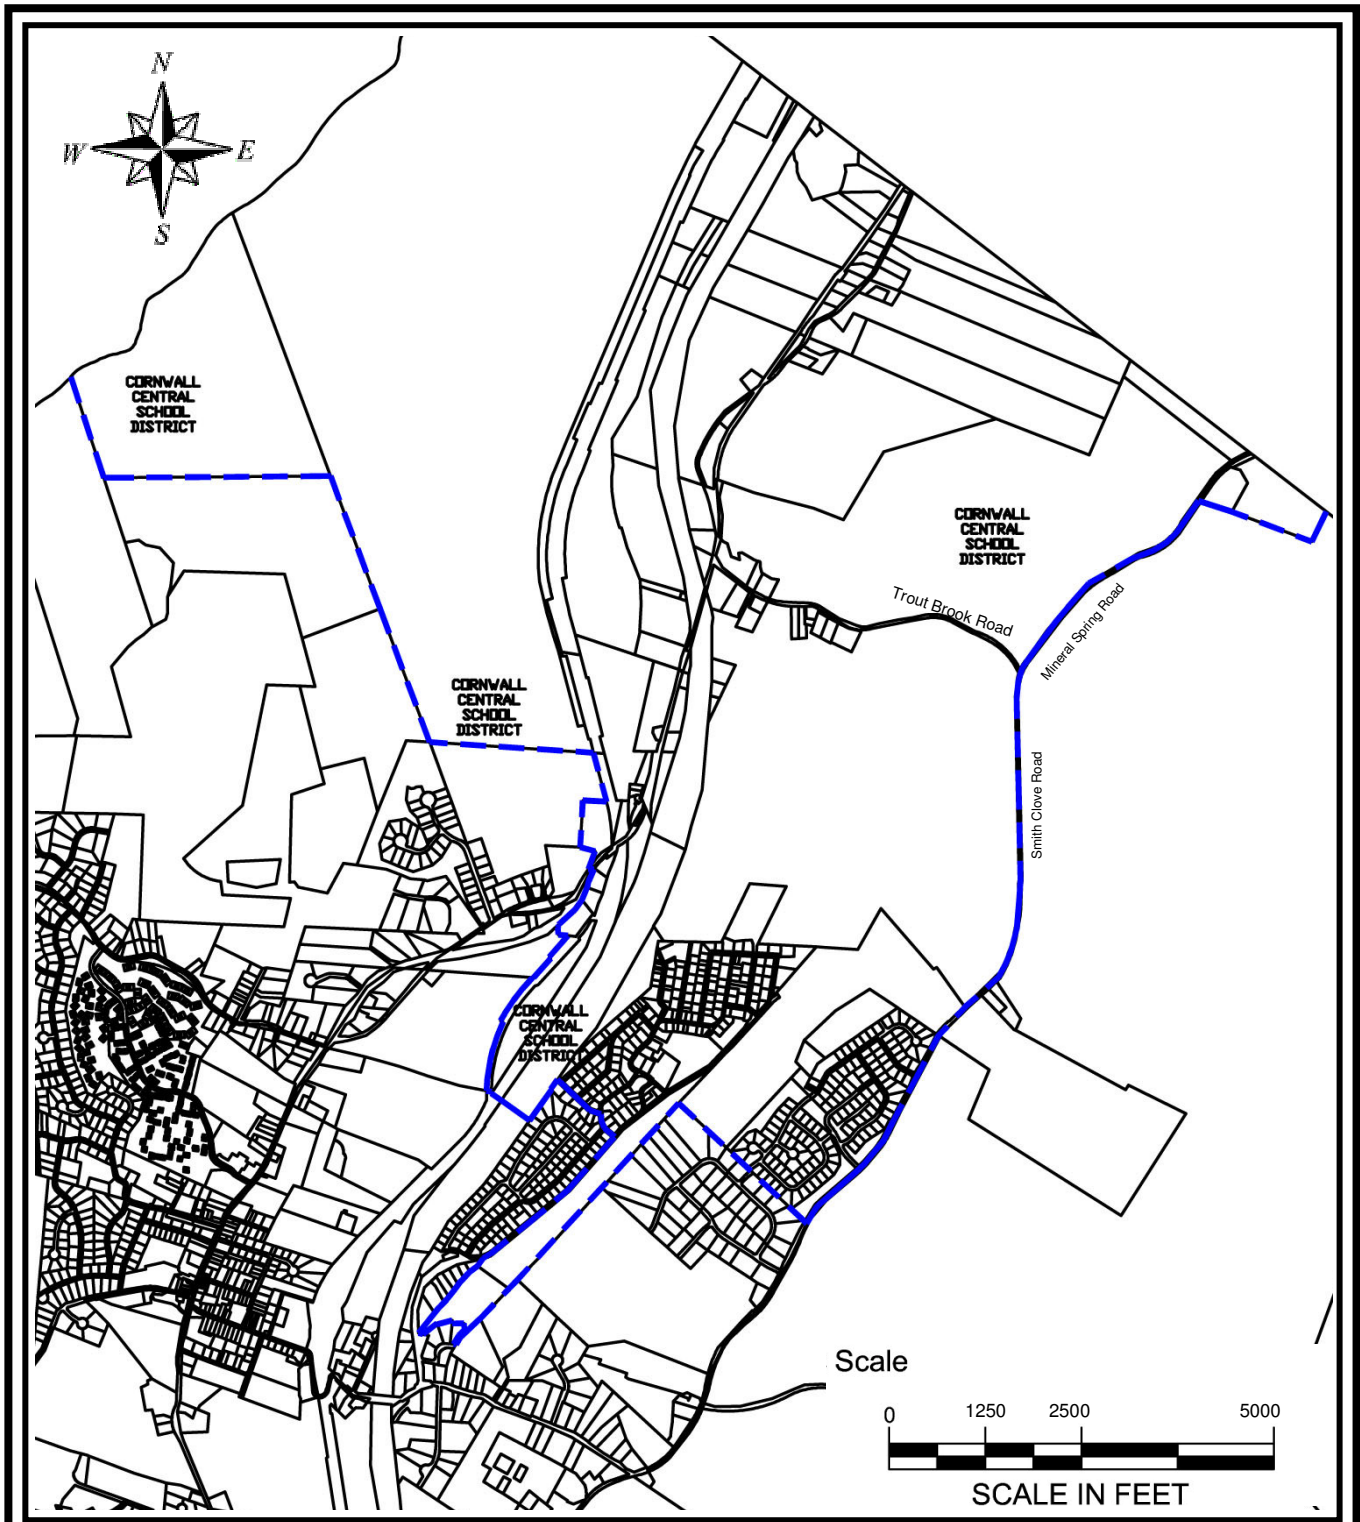 N
W E
S
CORNWALL
CENTRAL
SCHOOL
DISTRICT
CORNWALL
CENTRAL
SCHOOL
DISTRICT
Trout Brook Road
Mineral Spring Road
CORNWALL
CENTRAL
SCHOOL
DISTRICT
Smith Clove Road
CORNWALL
CENTRAL
SCHOOL
DISTRICT
Scale
0 1250 2500 5000
SCALE IN FEET